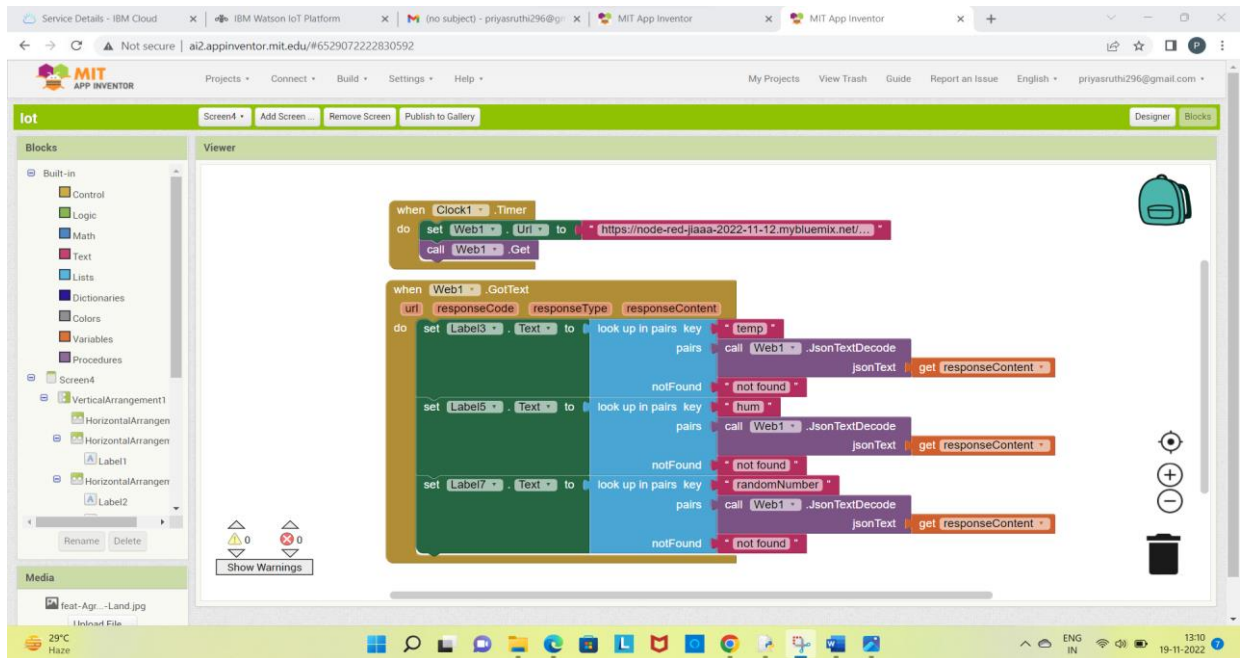 Service Details - IBM Cloud
IBM Watson IoT Platform
(no subject) - priyasruthi296@gm
MIT App Inventor
MIT App Inventor
Not secure | ai2.appinventor.mit.edu/#6529072222830592
P
MIT
APP INVENTOR
Projects Connect Build Settings Help
My Projects View Trash Guide Report an Issue English priyasruthi296@gmail.com
Iot
Screen4 Add Screen ... Remove Screen Publish to Gallery
Designer Blocks
Blocks
Viewer
Built-in
Control
Logic
Math
Text
Lists
Dictionaries
Colors
Variables
Procedures
Screen4
VerticalArrangement1
HorizontalArrangen
HorizontalArrangen
Label1
HorizontalArrangen
Label2
Rename Delete
Media
feat-Agr...-Land.jpg
Upload File
when Clock1 .Timer
do set Web1 . Url to " https://node-red-jiaaa-2022-11-12.mybluemix.net/... "
call Web1 .Get
when Web1 .GotText
url responseCode responseType responseContent
do set Label3 . Text to look up in pairs key " temp "
pairs call Web1 .JsonTextDecode
jsonText get responseContent
notFound " not found "
set Label5 . Text to look up in pairs key " hum "
pairs call Web1 .JsonTextDecode
jsonText get responseContent
notFound " not found "
set Label7 . Text to look up in pairs key " randomNumber "
pairs call Web1 .JsonTextDecode
jsonText get responseContent
notFound " not found "
0 0
Show Warnings
29°C
Haze
ENG
IN
13:10
19-11-2022